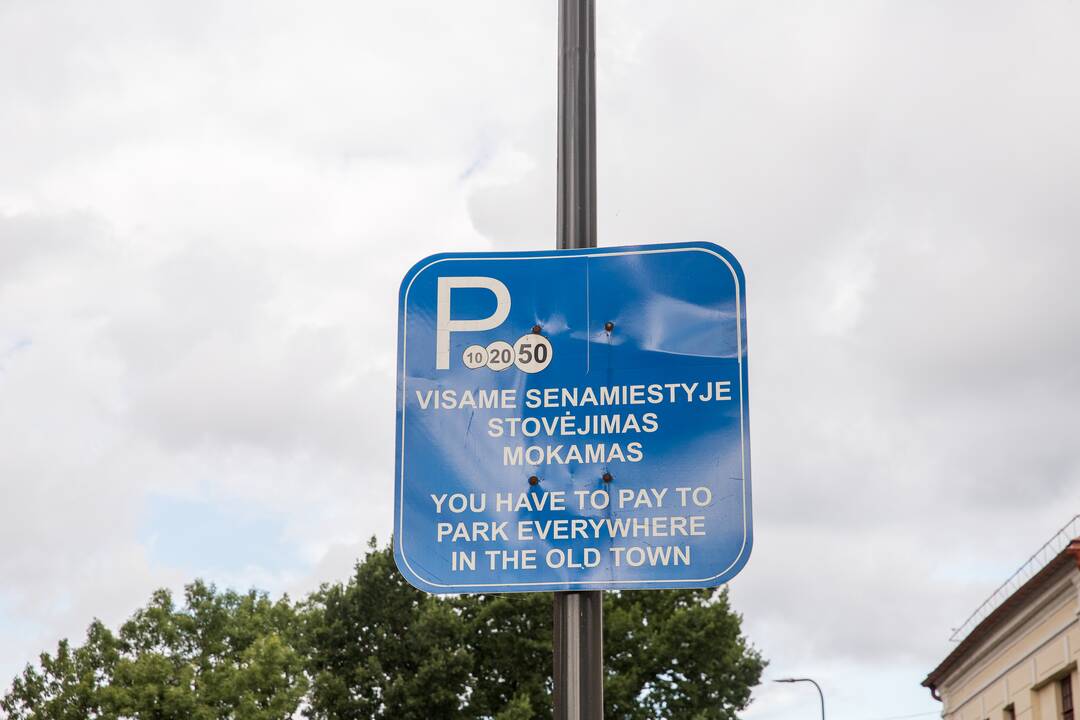 P
10 20 50
VISAME SENAMIESTYJE
STOVĖJIMAS
MOKAMAS
YOU HAVE TO PAY TO
PARK EVERYWHERE
IN THE OLD TOWN